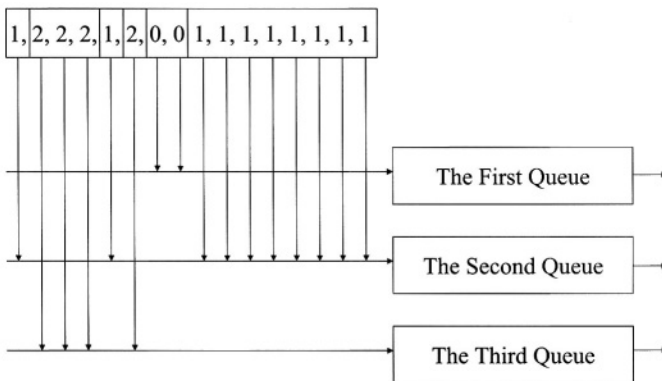 1, 2, 2, 2, 1, 2, 0, 0, 1, 1, 1, 1, 1, 1, 1, 1
The First Queue
The Second Queue
The Third Queue